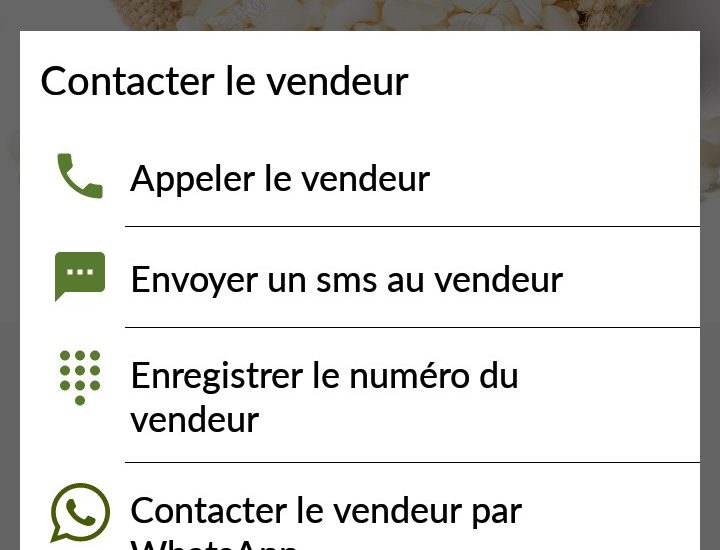 Contacter le vendeur
Appeler le vendeur
Envoyer un sms au vendeur
Enregistrer le numéro du
vendeur
Contacter le vendeur par
WhatsApp